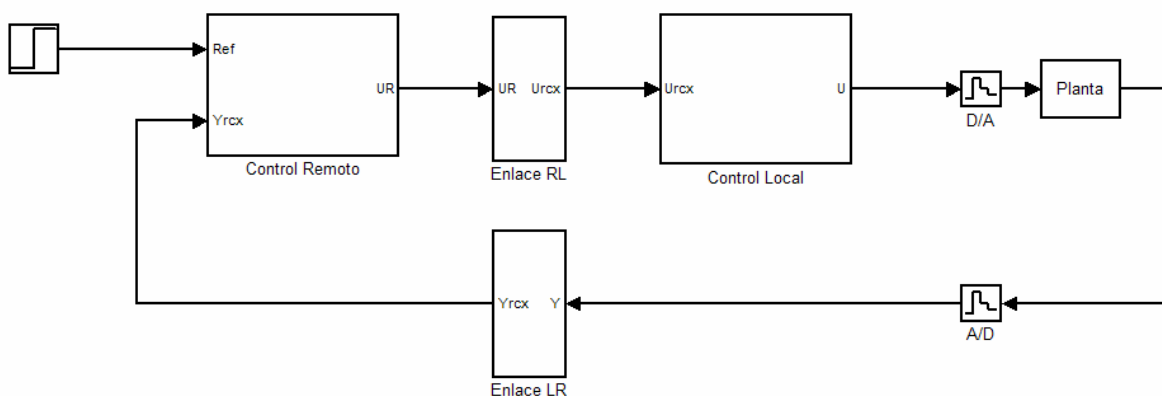 Ref
Yrcx
UR
Control Remoto
UR
Urcx
Enlace RL
Urcx
U
Control Local
D/A
Planta
Yrcx
Y
Enlace LR
A/D